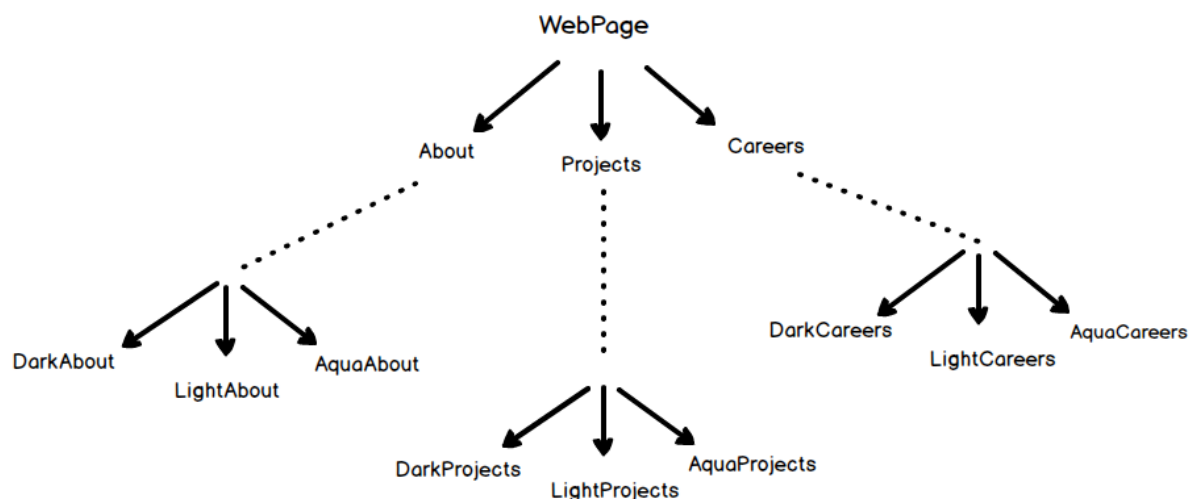 WebPage
About
Projects
Careers
DarkAbout
LightAbout
AquaAbout
DarkProjects
LightProjects
AquaProjects
DarkCareers
LightCareers
AquaCareers